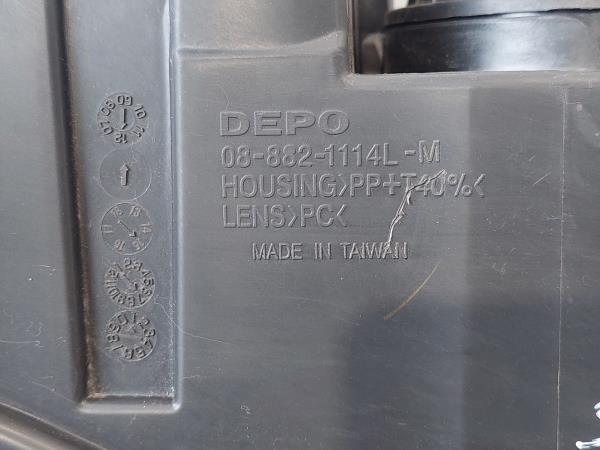 DEPO
08-882-1114L-M
HOUSING>PP+T40%<
LENS>PC<
MADE IN TAIWAN